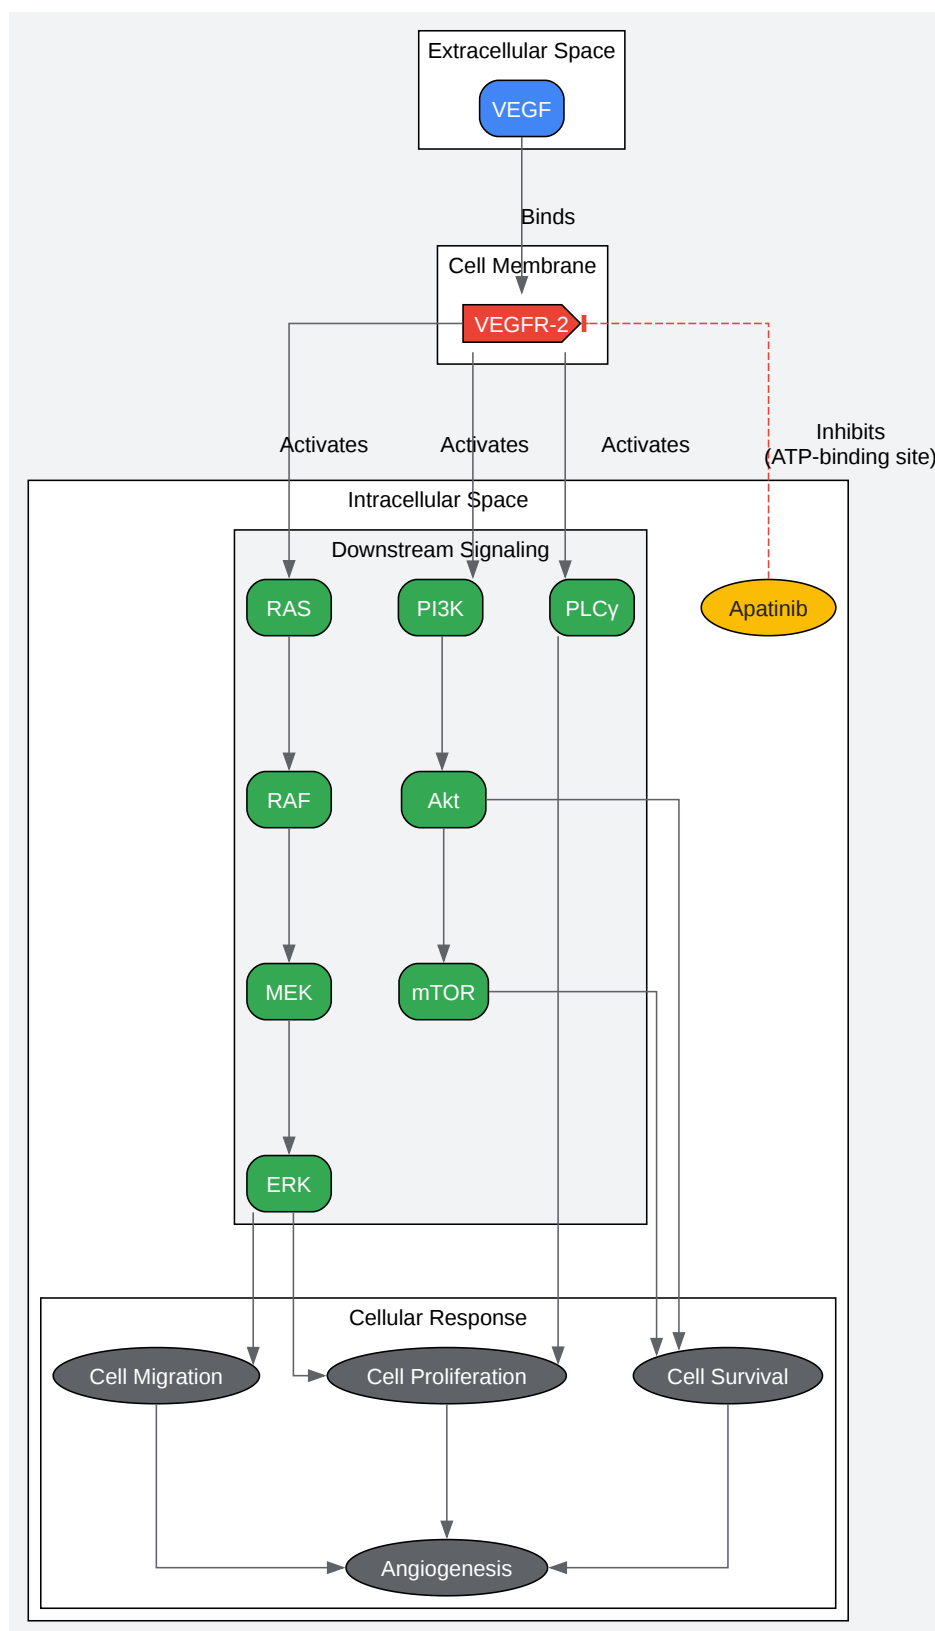 Extracellular Space
VEGF
Binds
Cell Membrane
VEGFR-2
Activates
Activates
Activates
Inhibits
(ATP-binding site)
Intracellular Space
Downstream Signaling
RAS
PI3K
PLCγ
Apatinib
RAF
Akt
MEK
mTOR
ERK
Cellular Response
Cell Migration
Cell Proliferation
Cell Survival
Angiogenesis